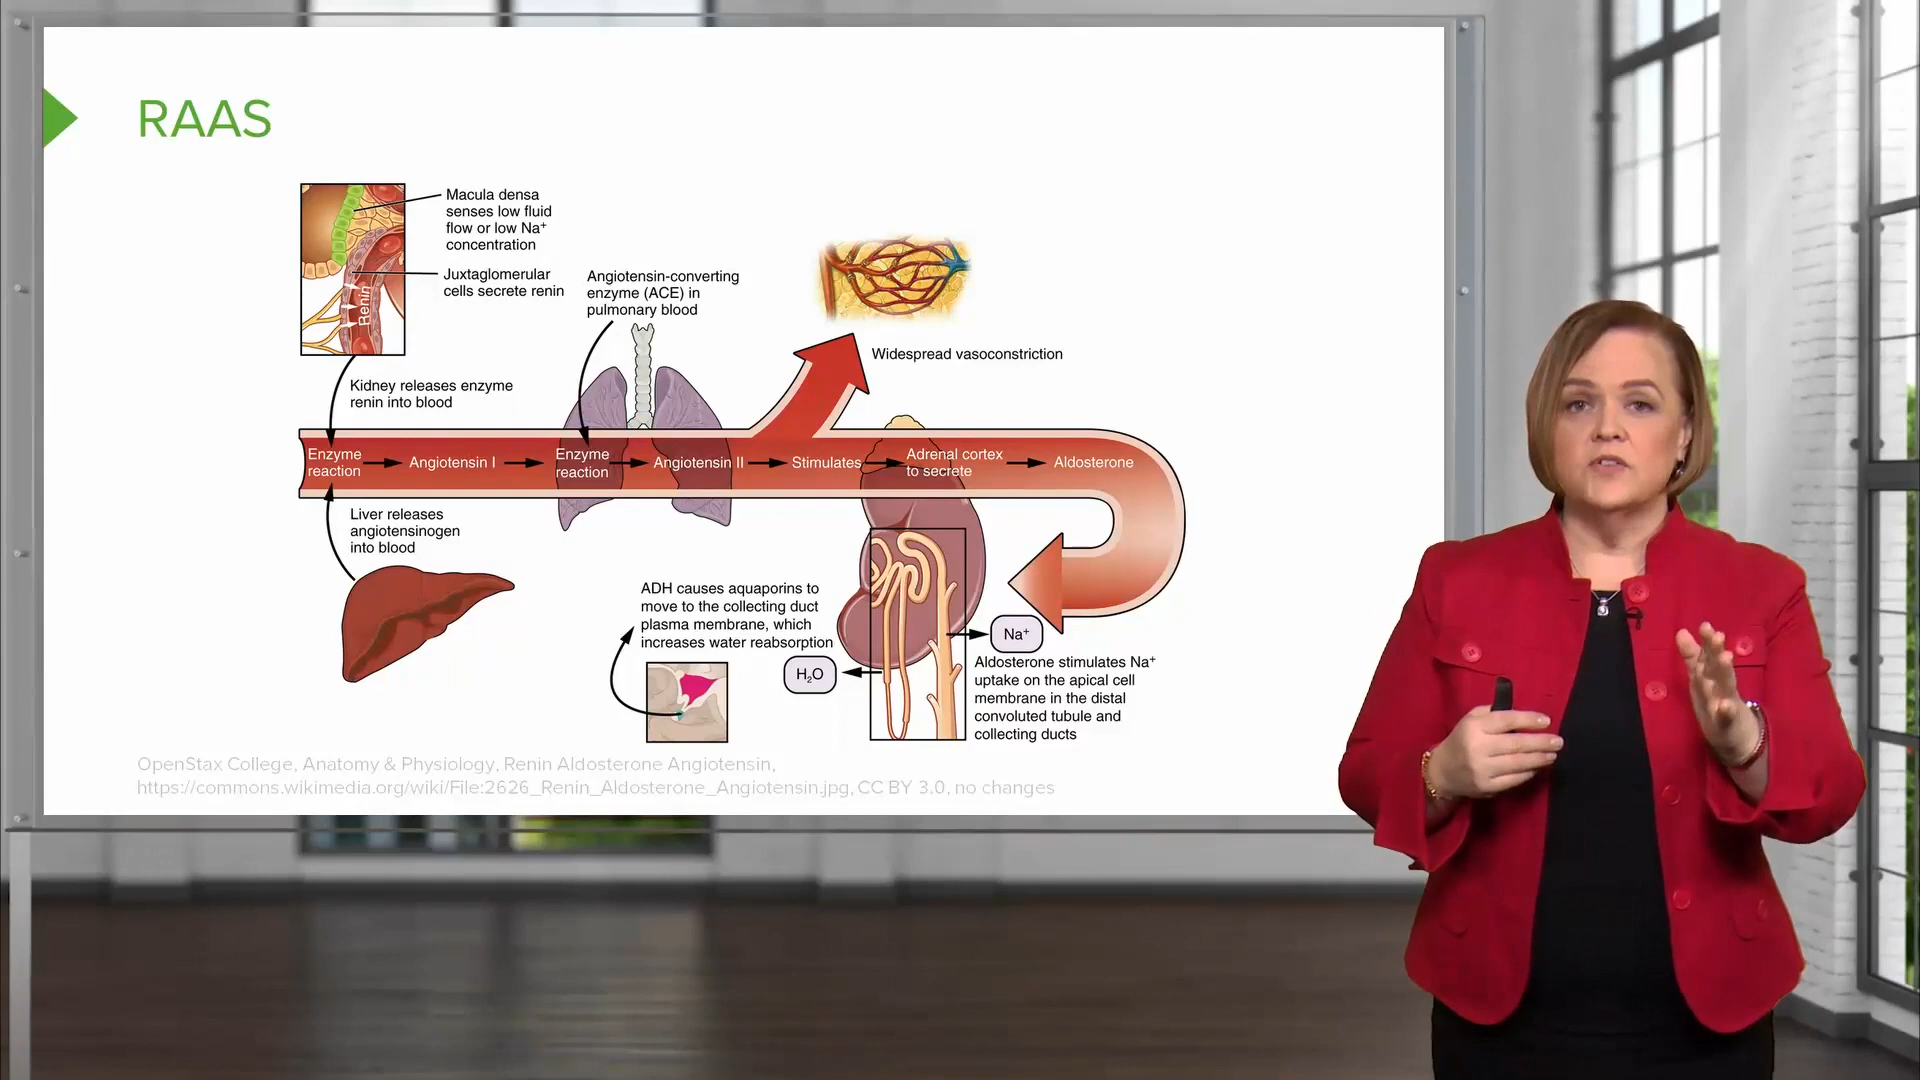 RAAS
Macula densa
senses low fluid
flow or low Na⁺
concentration
Juxtaglomerular
cells secrete renin
Renin
Angiotensin-converting
enzyme (ACE) in
pulmonary blood
Widespread vasoconstriction
Kidney releases enzyme
renin into blood
Enzyme
reaction
Angiotensin I
Enzyme
reaction
Angiotensin II
Stimulates
Adrenal cortex
to secrete
Aldosterone
Liver releases
angiotensinogen
into blood
ADH causes aquaporins to
move to the collecting duct
plasma membrane, which
increases water reabsorption
H₂O
Na⁺
Aldosterone stimulates Na⁺
uptake on the apical cell
membrane in the distal
convoluted tubule and
collecting ducts
OpenStax College, Anatomy & Physiology, Renin Aldosterone Angiotensin,
https://commons.wikimedia.org/wiki/File:2626_Renin_Aldosterone_Angiotensin.jpg, CC BY 3.0, no changes